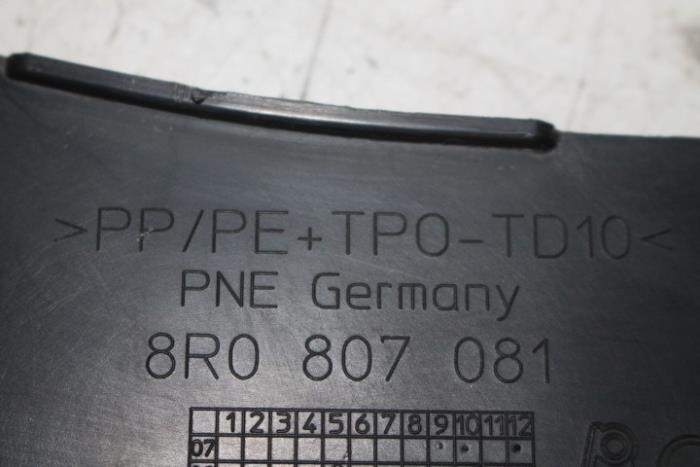 >PP/PE+TPO-TD10<
PNE Germany
8R0 807 081
1 2 3 4 5 6 7 8 9 10 11 12
07